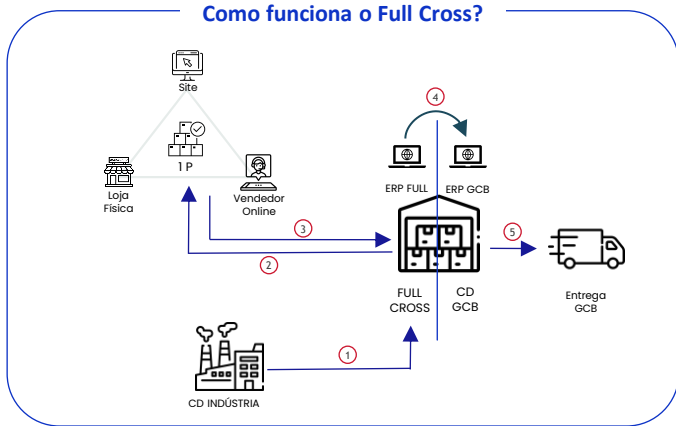 Como funciona o Full Cross?
Site
1 P
Loja
Física
Vendedor
Online
4
ERP FULL
ERP GCB
3
2
5
FULL
CROSS
CD
GCB
Entrega
GCB
1
CD INDÚSTRIA